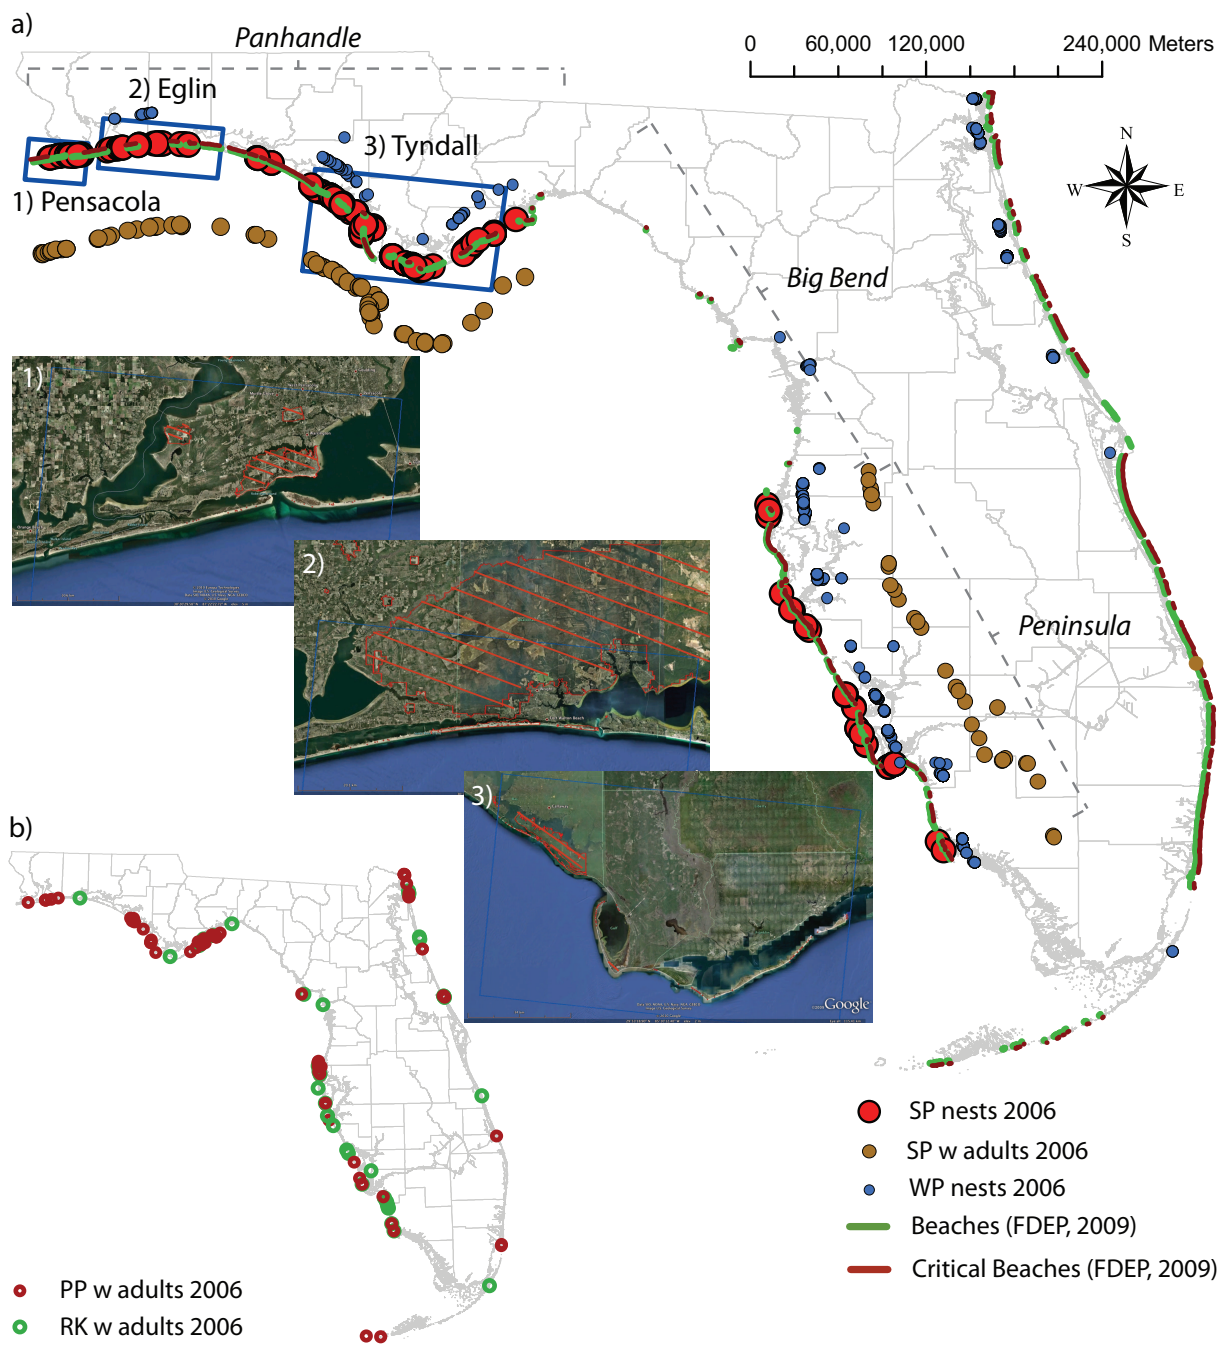 a)
Panhandle
0 60,000 120,000 240,000 Meters
2) Eglin
3) Tyndall
N
W E
S
1) Pensacola
Big Bend
1)
2)
Peninsula
3)
b)
Google
SP nests 2006
SP w adults 2006
WP nests 2006
Beaches (FDEP, 2009)
Critical Beaches (FDEP, 2009)
PP w adults 2006
RK w adults 2006